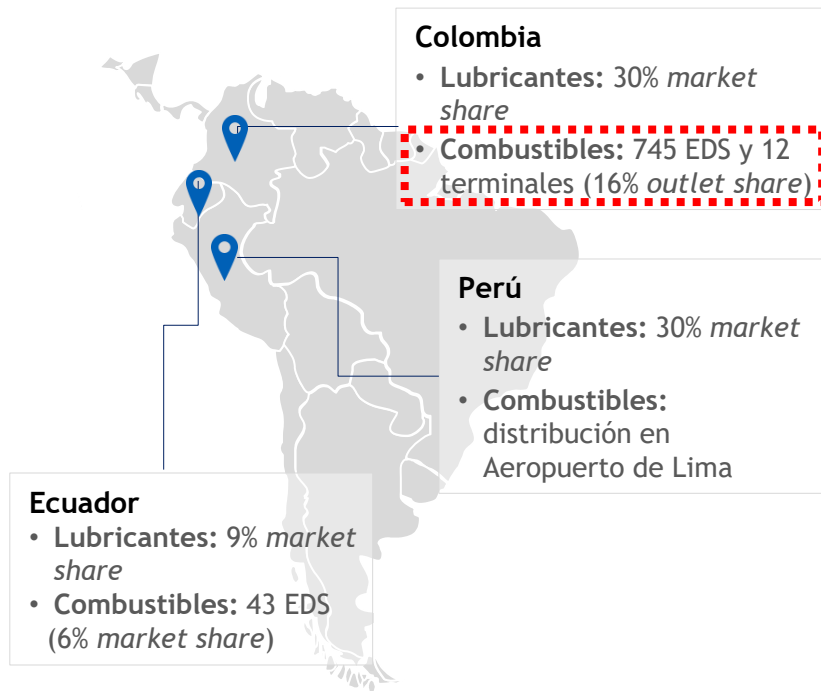 Colombia
• Lubricantes: 30% market
share
• Combustibles: 745 EDS y 12
terminales (16% outlet share)
Perú
• Lubricantes: 30% market
share
• Combustibles:
distribución en
Aeropuerto de Lima
Ecuador
• Lubricantes: 9% market
share
• Combustibles: 43 EDS
(6% market share)